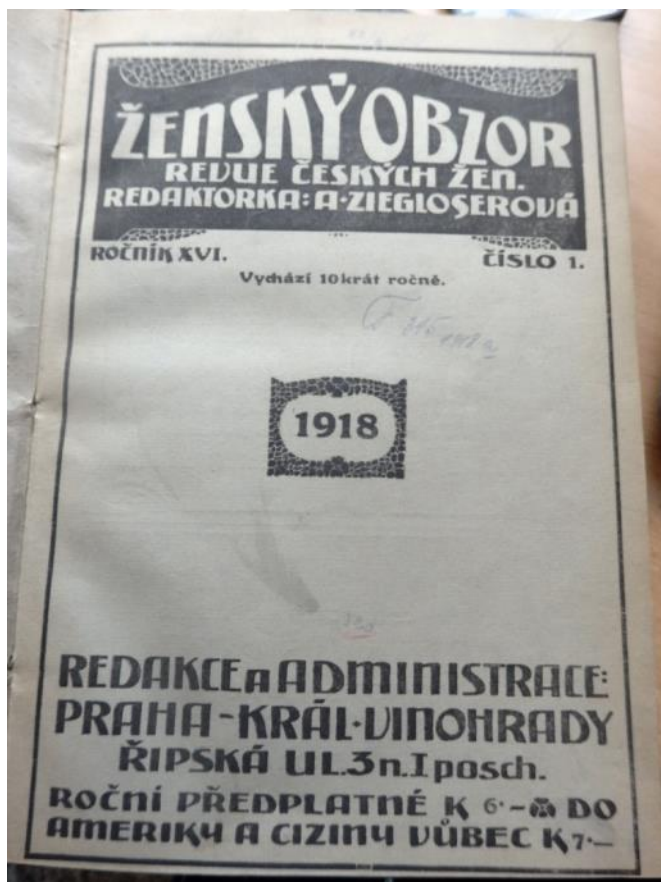 ŽENSKÝ OBZOR
REVUE ČESKÝCH ŽEN.
REDAKTORKA: A·ZIEGLOSEROVÁ
ROČNÍK XVI.
ČÍSLO 1.
Vychází 10krát ročně.
1918
REDAKCE A ADMINISTRACE:
PRAHA-KRÁL·VINOHRADY
ŘIPSKÁ UL.3 n. I posch.
ROČNÍ PŘEDPLATNÉ K 6·– DO
AMERIKY A CIZINY VŮBEC K 7·–